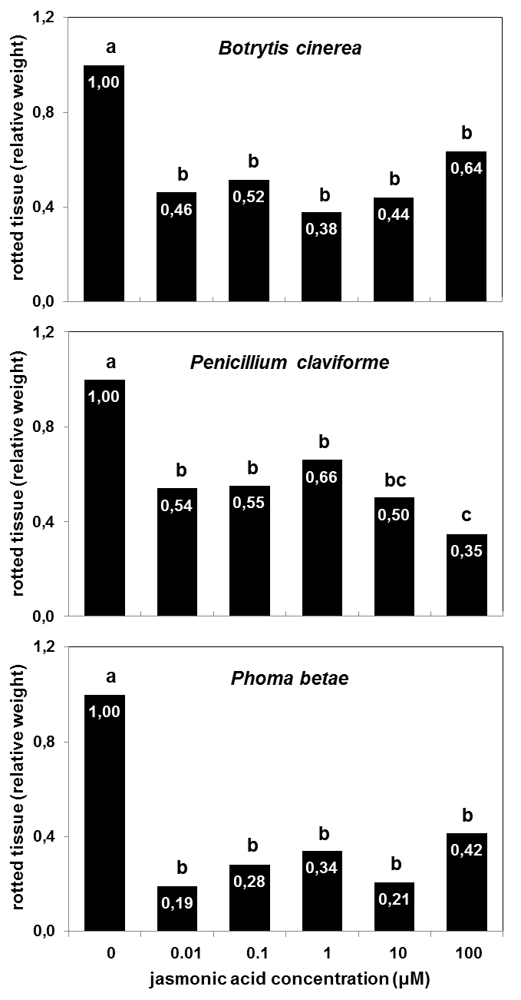 1,2
Botrytis cinerea
a
1,00
b
0,46
b
0,52
b
0,38
b
0,44
b
0,64
0,8
0,4
0,0
rotted tissue (relative weight)
1,2
Penicillium claviforme
a
1,00
b
0,54
b
0,55
b
0,66
bc
0,50
c
0,35
0,8
0,4
0,0
rotted tissue (relative weight)
1,2
Phoma betae
a
1,00
b
0,19
b
0,28
b
0,34
b
0,21
b
0,42
0,8
0,4
0,0
rotted tissue (relative weight)
0 0.01 0.1 1 10 100
jasmonic acid concentration (µM)